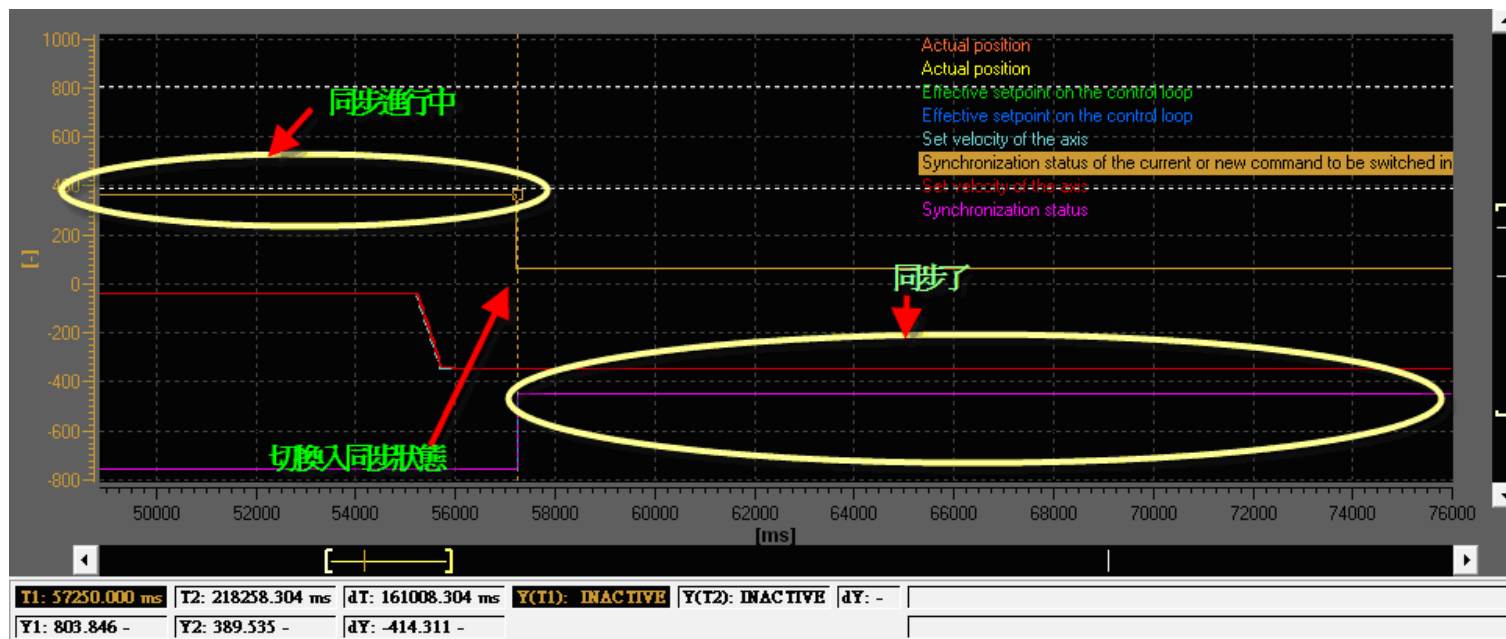 1000
800
600
400
200
0
-200
-400
-600
-800
[-]
Actual position
Actual position
Effective setpoint on the control loop
Effective setpoint on the control loop
Set velocity of the axis
Synchronization status of the current or new command to be switched in
Set velocity of the axis
Synchronization status
同步進行中
同步了
切換入同步狀態
50000 52000 54000 56000 58000 60000 62000 64000 66000 68000 70000 72000 74000 76000
[ms]
T1: 57250.000 ms T2: 218258.304 ms dT: 161008.304 ms Y(T1): INACTIVE Y(T2): INACTIVE dY: -
Y1: 803.846 - Y2: 389.535 - dY: -414.311 -